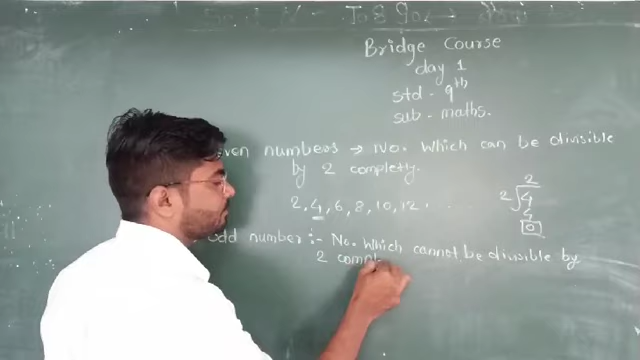 Bridge Course
day 1
std - 9th
sub - maths.
even numbers → No. Which can be divisible
by 2 completly.
2, 4, 6, 8, 10, 12, . . .
2
2 4
4
0
odd number :- No. Which cannot be divisible by
2 compl